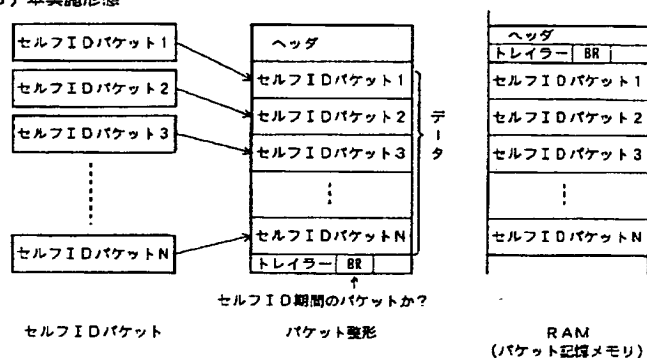 本実施形態
セルフIDパケット1
セルフIDパケット2
セルフIDパケット3
セルフIDパケットN
セルフIDパケット
ヘッダ
セルフIDパケット1
セルフIDパケット2
セルフIDパケット3
セルフIDパケットN
トレイラー BR
データ
セルフID期間のパケットか?
パケット整形
ヘッダ
トレイラー BR
セルフIDパケット1
セルフIDパケット2
セルフIDパケット3
セルフIDパケットN
RAM
(パケット記憶メモリ)